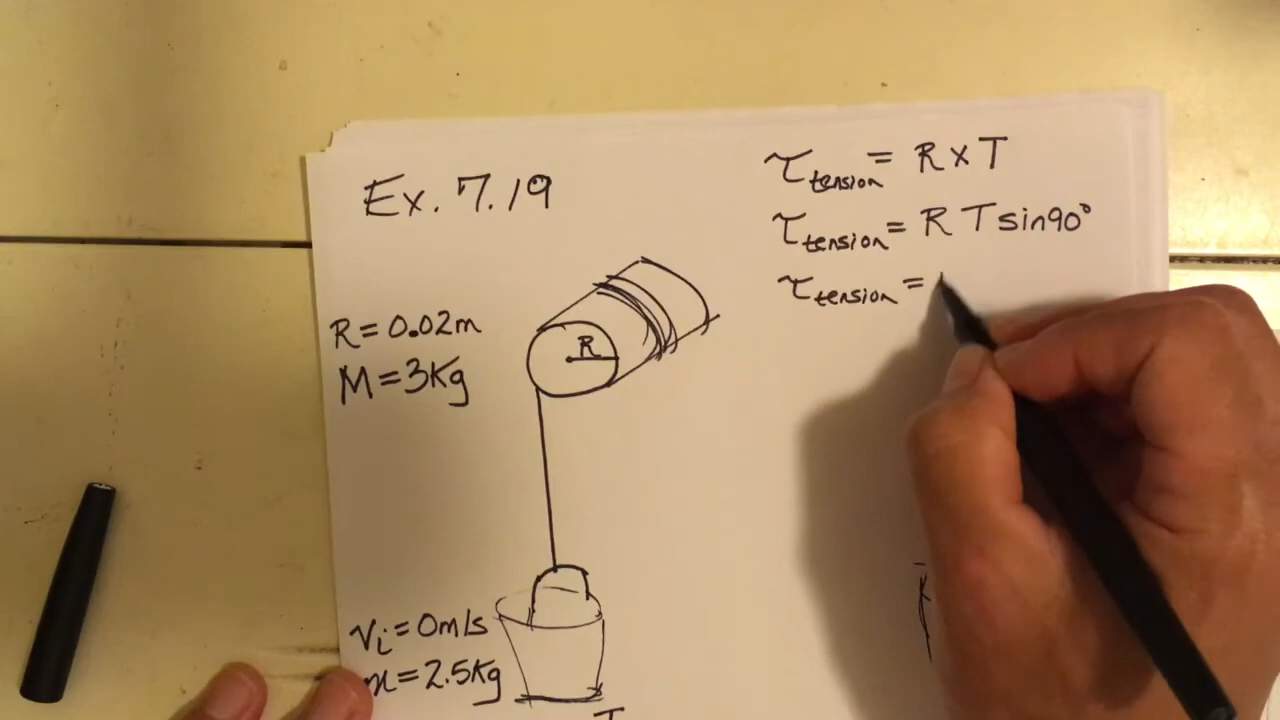 Ex. 7.19
τtension = R x T
τtension = R T sin90°
τtension =
R = 0.02m
M = 3Kg
R
Vi = 0m/s
m = 2.5Kg